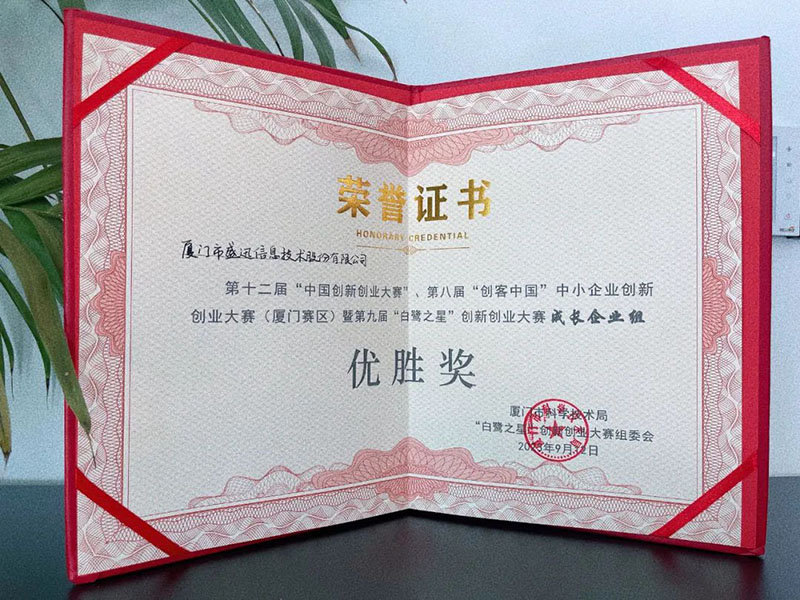 荣誉证书
HONORARY CREDENTIAL
厦门市盛迅信息技术股份有限公司
第十二届“中国创新创业大赛”、第八届“创客中国”中小企业创新
创业大赛（厦门赛区）暨第九届“白鹭之星”创新创业大赛 成长企业组
优胜奖
厦门市科学技术局
“白鹭之星”创新创业大赛组委会
2023年9月12日